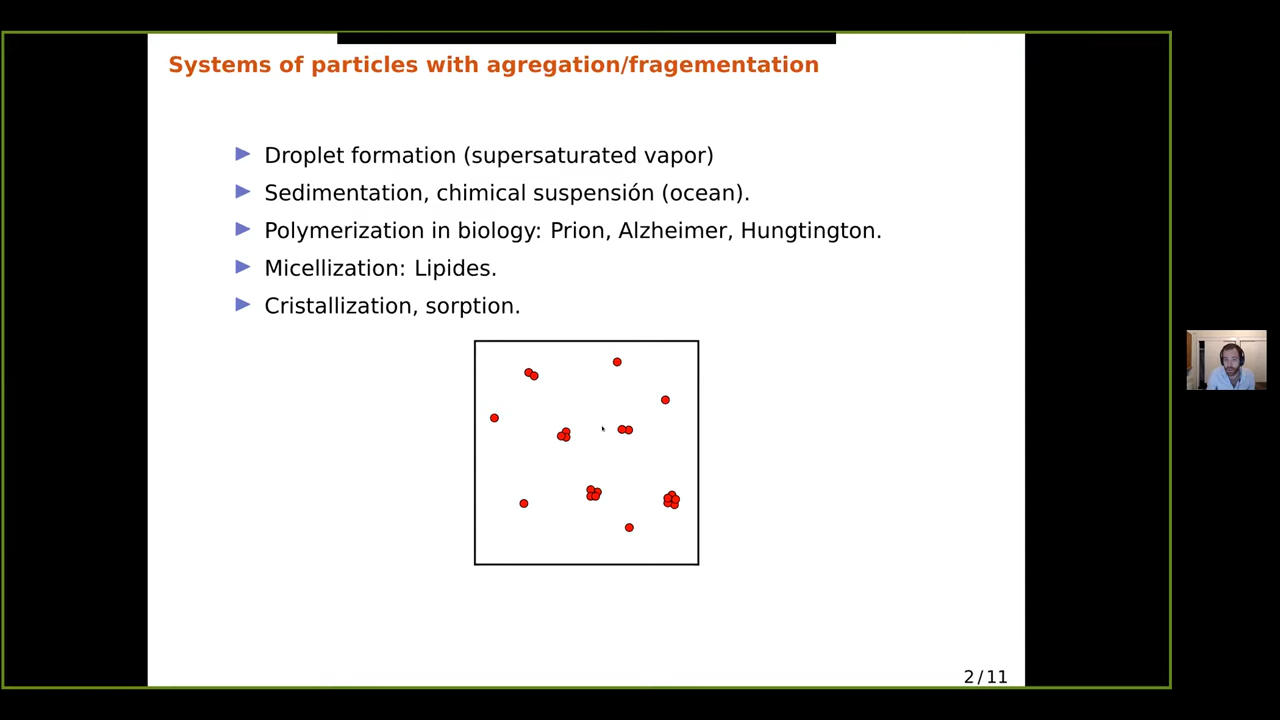 Systems of particles with agregation/fragementation
Droplet formation (supersaturated vapor)
Sedimentation, chimical suspensión (ocean).
Polymerization in biology: Prion, Alzheimer, Hungtington.
Micellization: Lipides.
Cristallization, sorption.
2/11